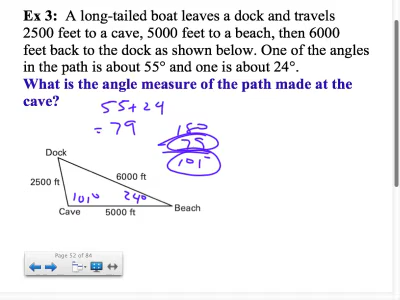 Ex 3: A long-tailed boat leaves a dock and travels
2500 feet to a cave, 5000 feet to a beach, then 6000
feet back to the dock as shown below. One of the angles
in the path is about 55° and one is about 24°.
What is the angle measure of the path made at the
cave?
55+24
= 79
180
79
101°
Dock
2500 ft
6000 ft
101°
24°
Cave
5000 ft
Beach
Page 52 of 84